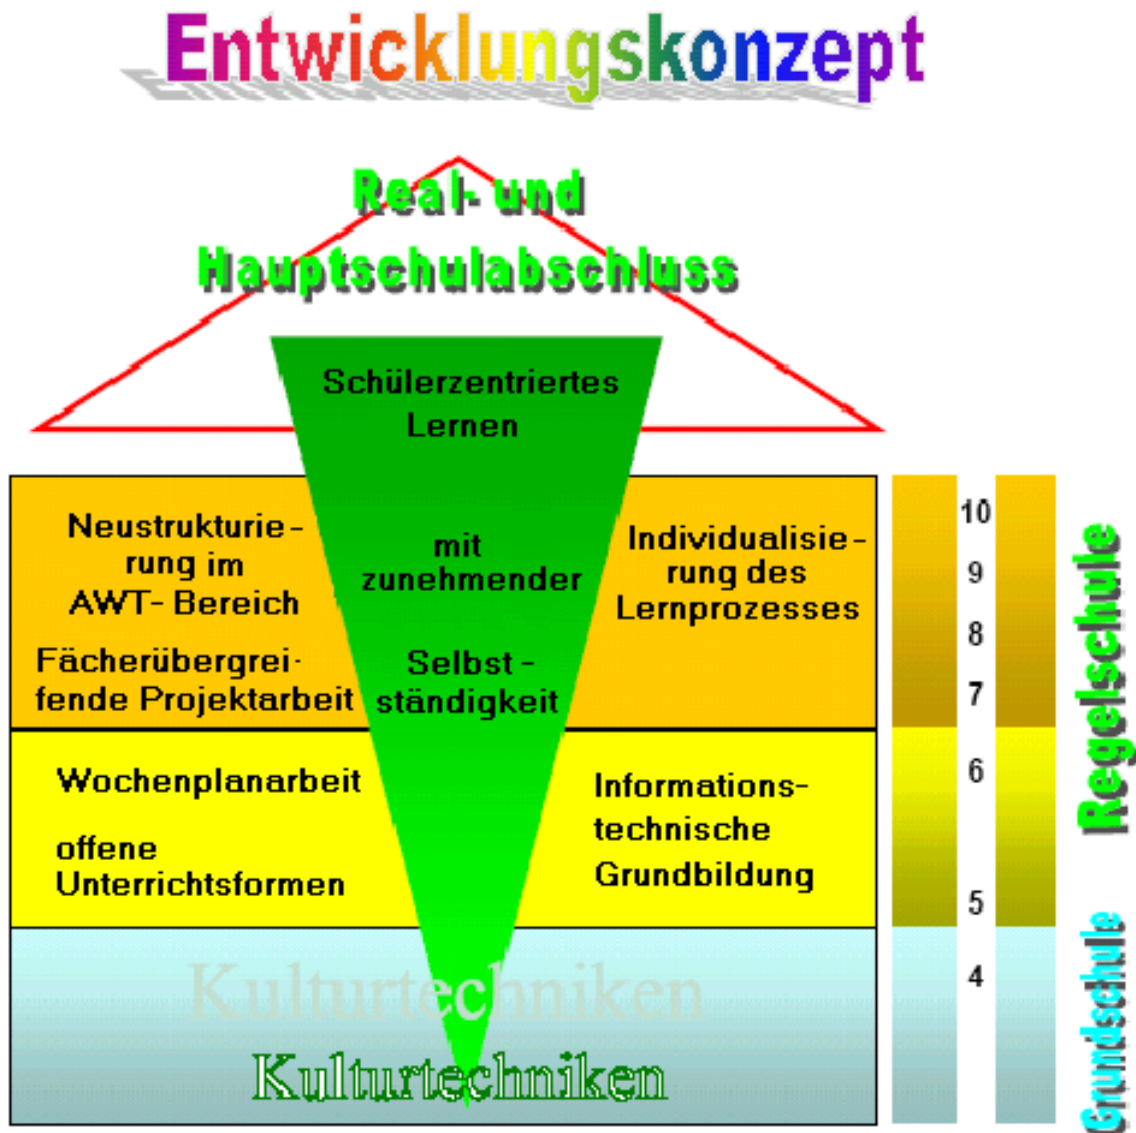 Entwicklungskonzept
Real- und
Hauptschulabschluss
Schülerzentriertes
Lernen
mit
zunehmender
Selbst-
ständigkeit
Neustrukturie-
rung im
AWT- Bereich
Fächerübergrei-
fende Projektarbeit
Individualisie-
rung des
Lernprozesses
Wochenplanarbeit
offene
Unterrichtsformen
Informations-
technische
Grundbildung
Kulturtechniken
Kulturtechniken
10
9
8
7
6
5
4
Regelschule
Grundschule